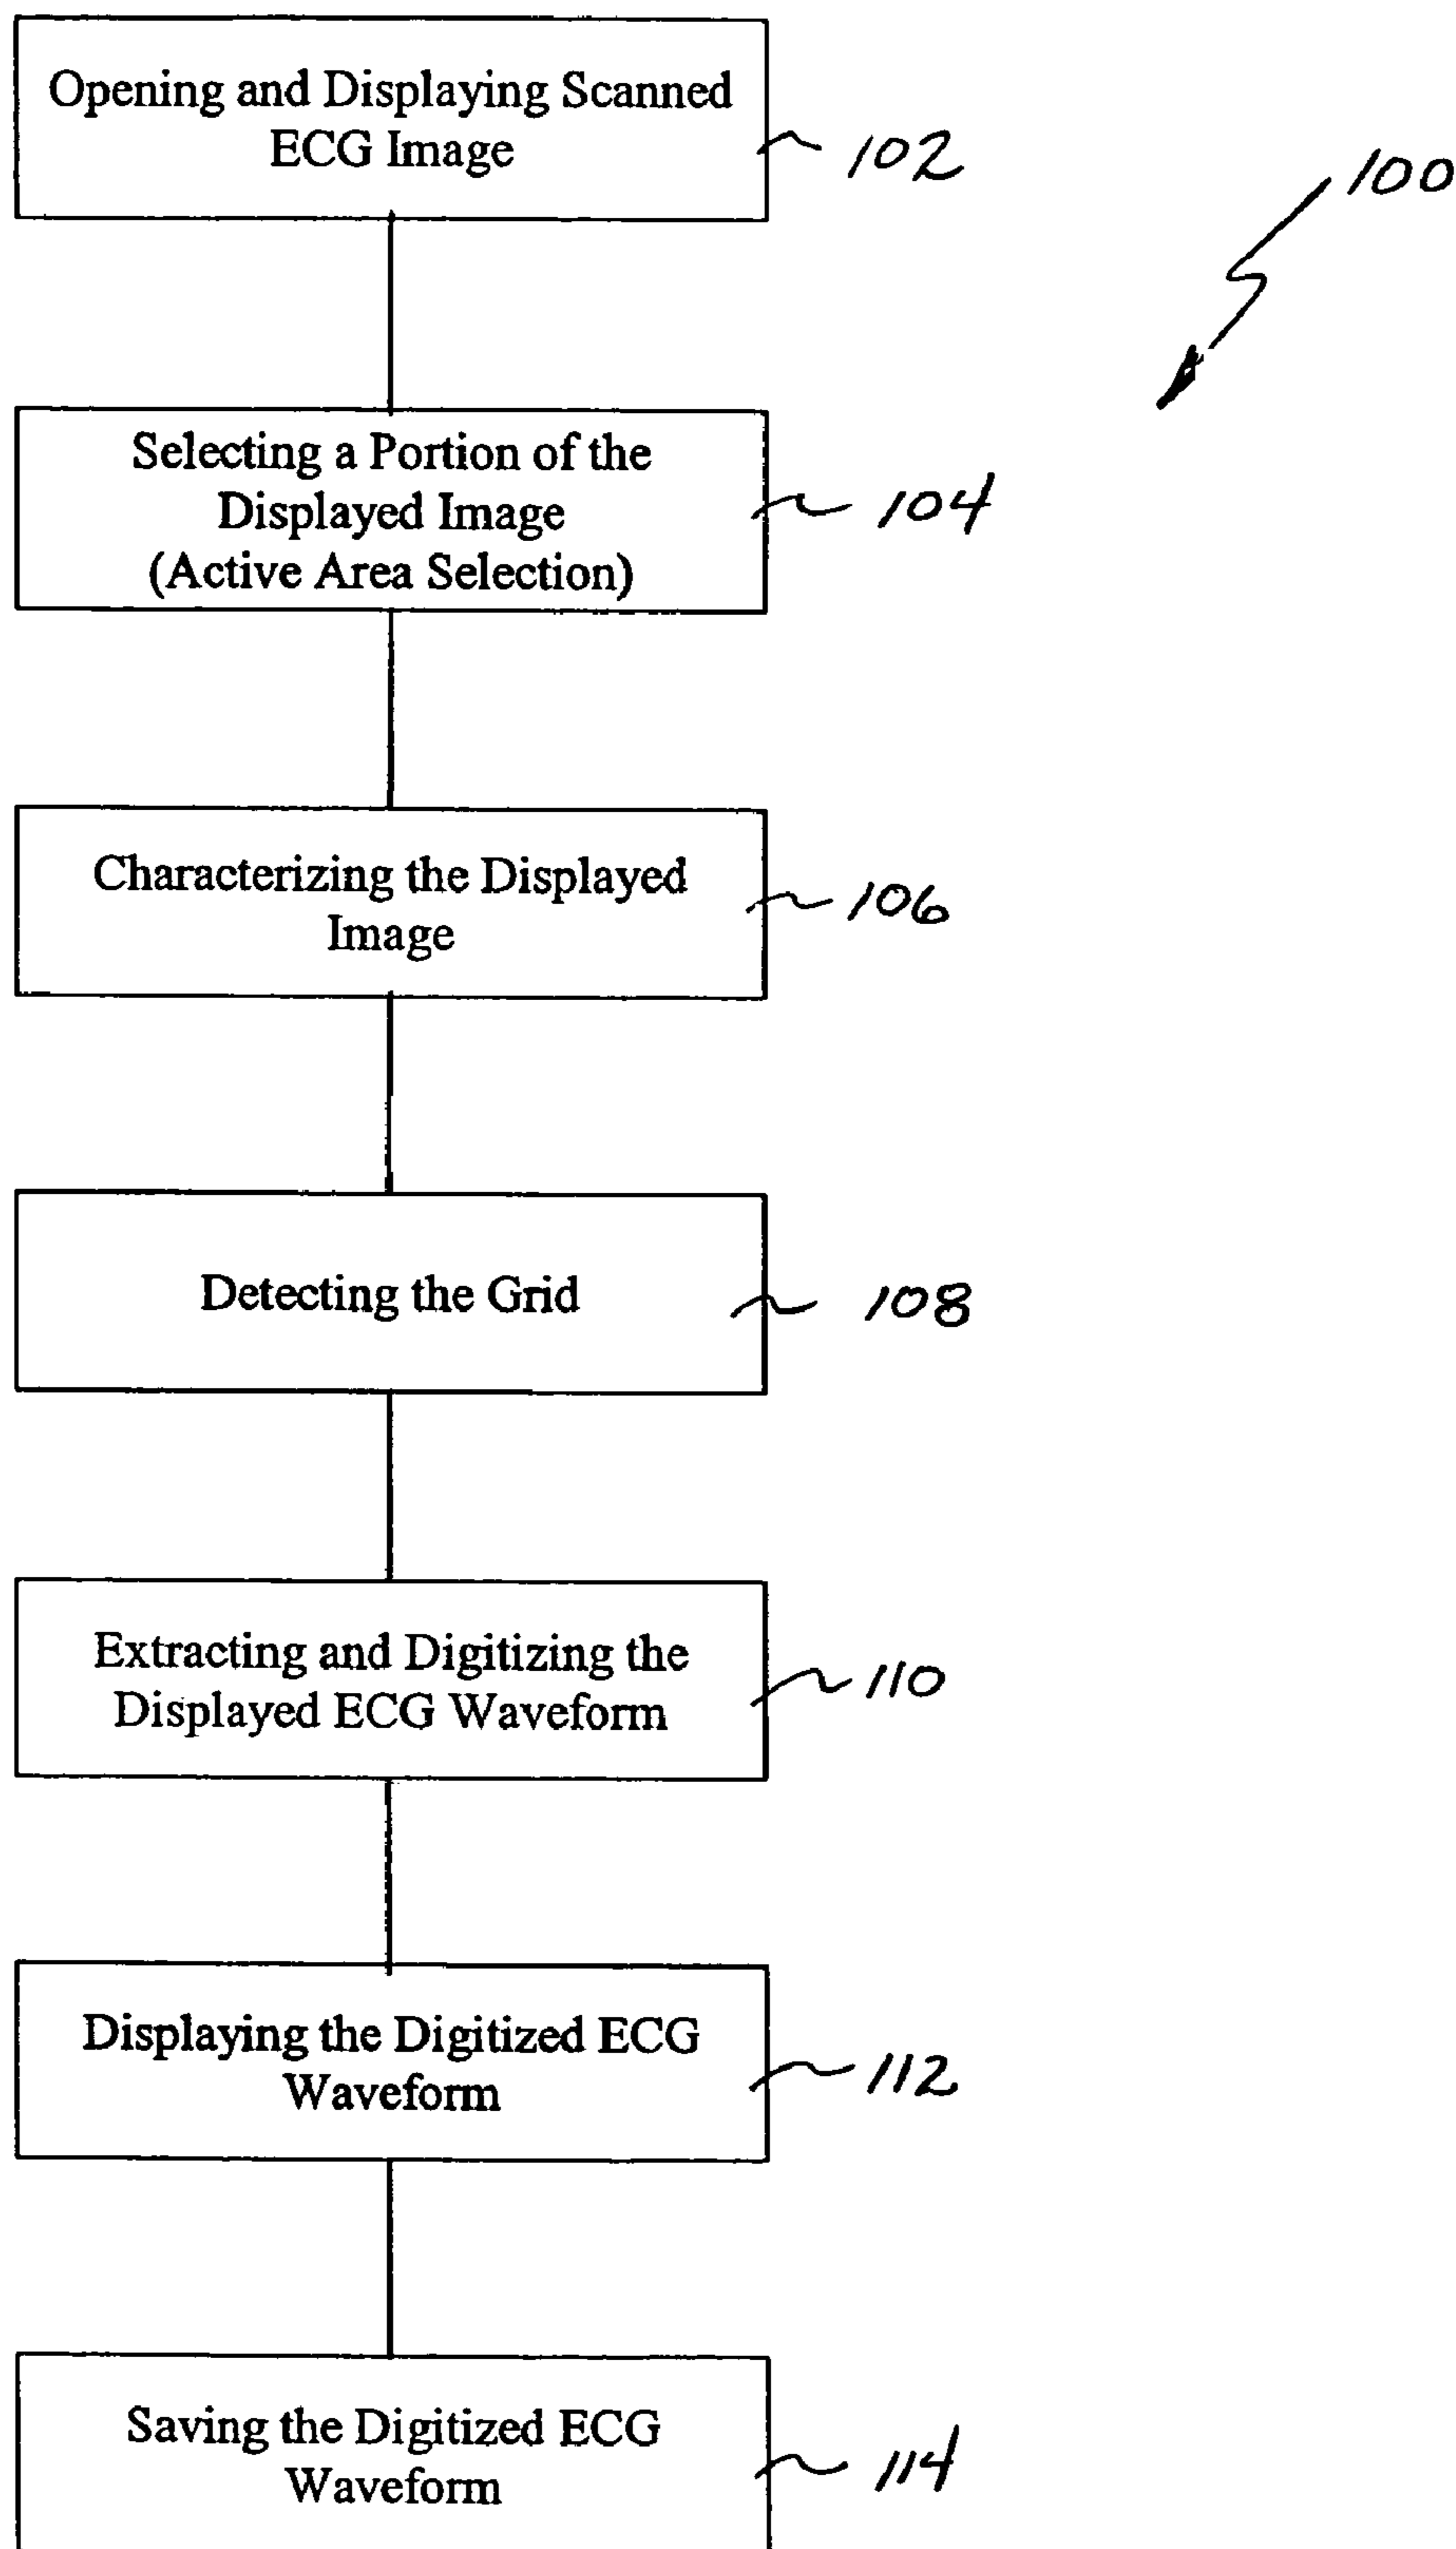 Opening and Displaying Scanned
ECG Image
102
100
Selecting a Portion of the
Displayed Image
(Active Area Selection)
104
Characterizing the Displayed
Image
106
Detecting the Grid
108
Extracting and Digitizing the
Displayed ECG Waveform
110
Displaying the Digitized ECG
Waveform
112
Saving the Digitized ECG
Waveform
114